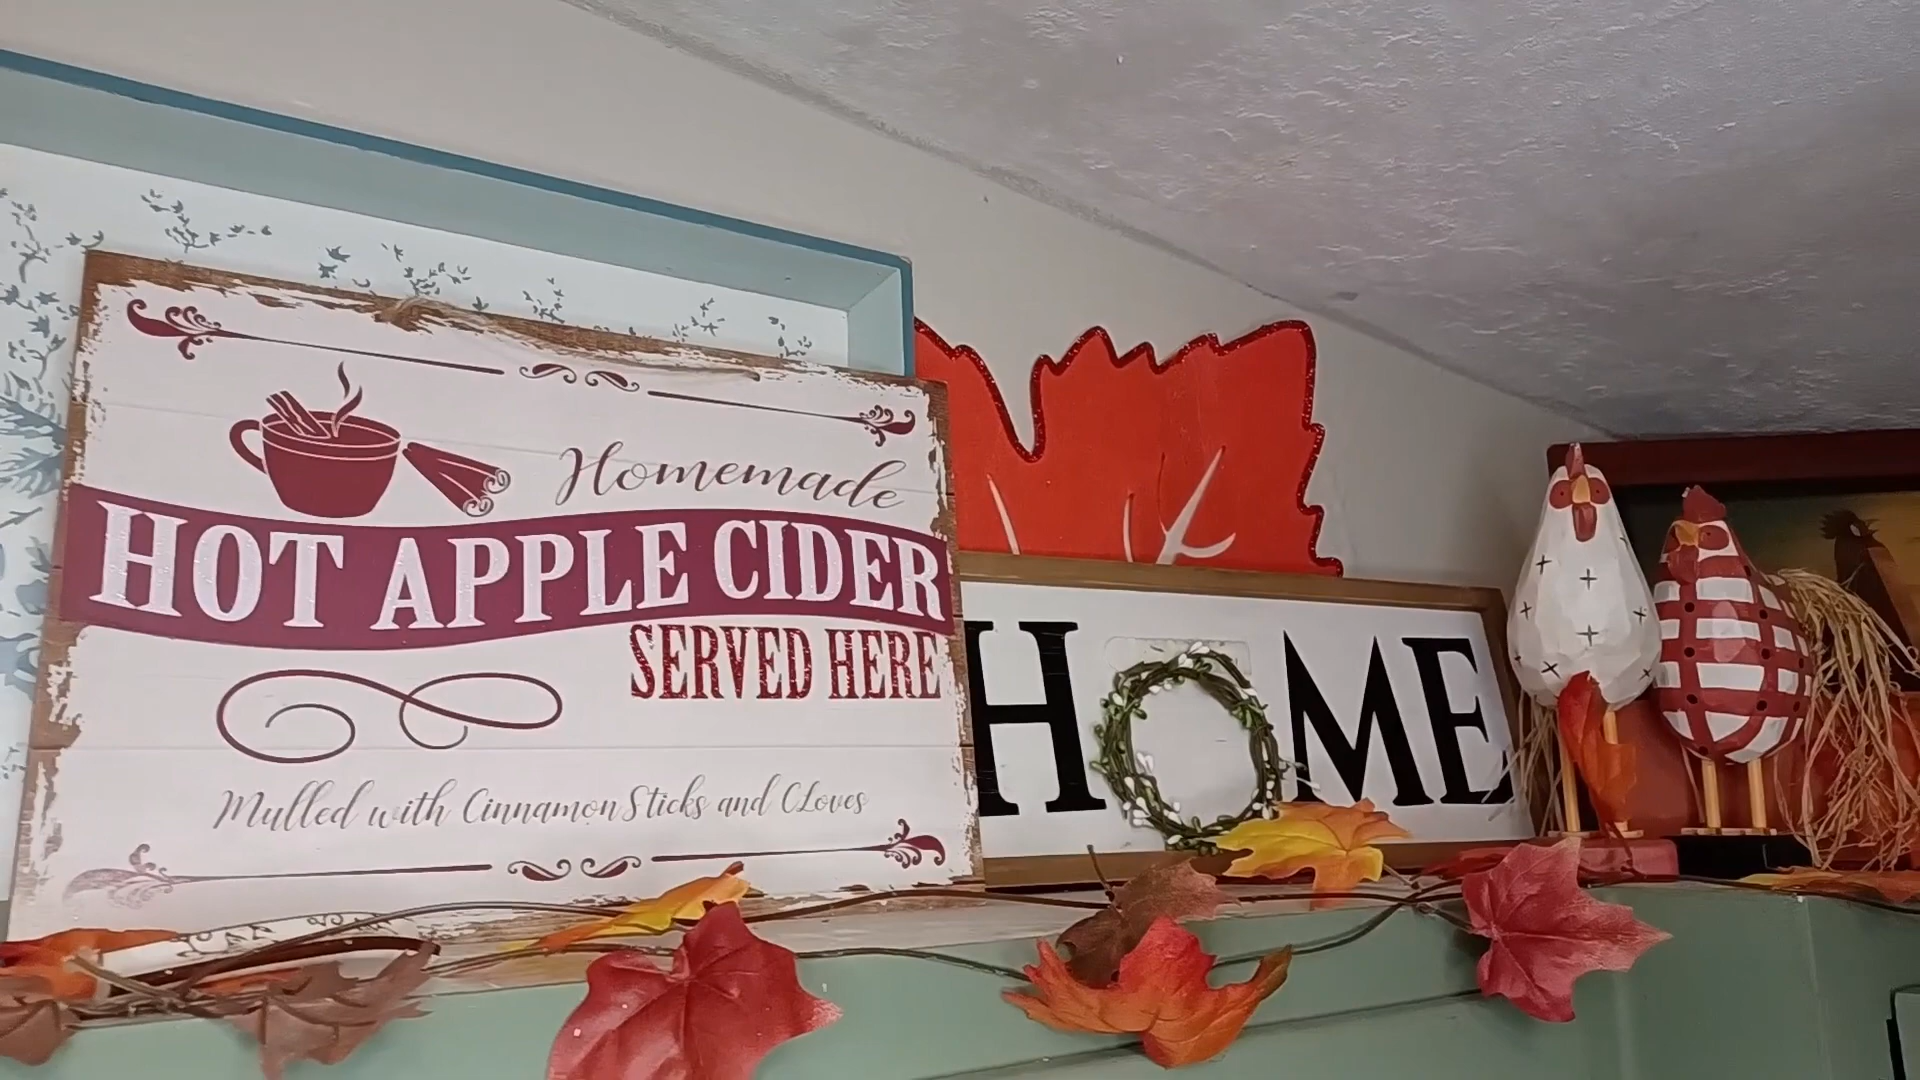 Homemade
HOT APPLE CIDER
SERVED HERE
Mulled with Cinnamon Sticks and CLoves
HOME